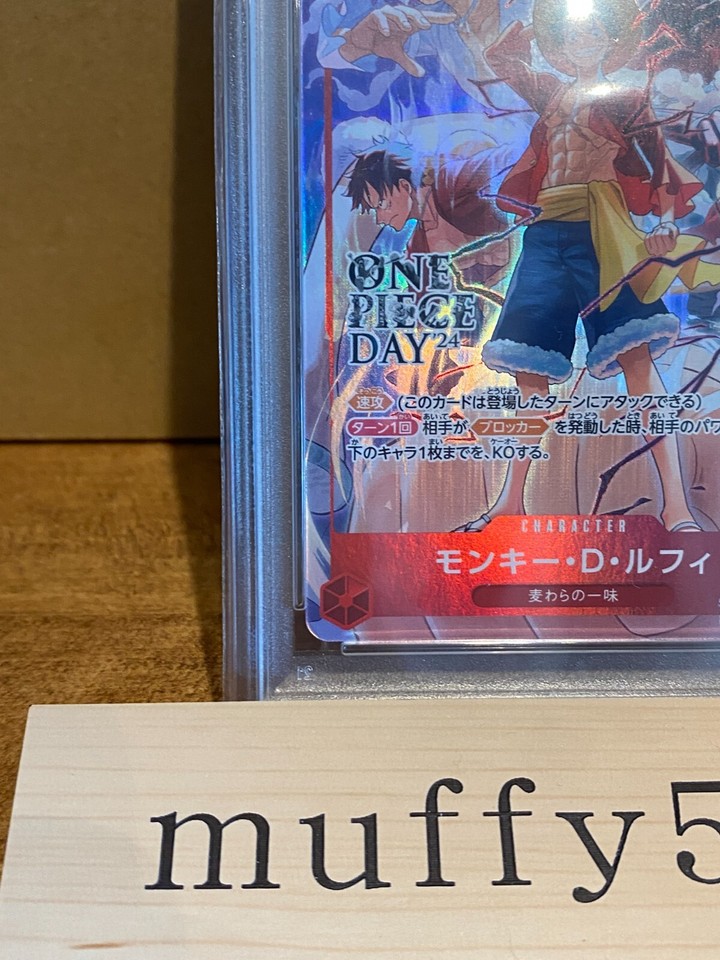 ONE
PIECE
DAY'24
速攻 (このカードは登場したターンにアタックできる)
ターン1回 相手が、ブロッカー を発動した時、相手のパワ
下のキャラ1枚までを、KOする。
CHARACTER
モンキー・D・ルフィ
麦わらの一味
muffy5